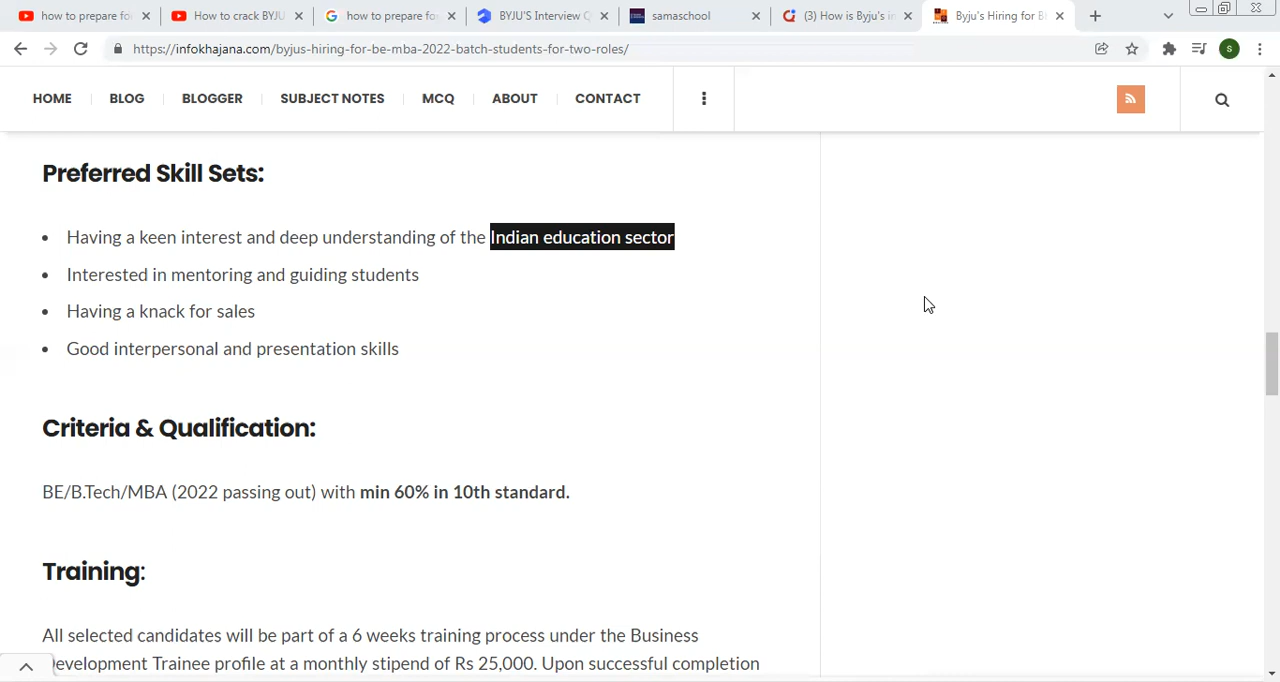 how to prepare fo
How to crack BYJU
how to prepare fo
BYJU'S Interview Q
samaschool
(3) How is Byju's in
Byju's Hiring for B
https://infokhajana.com/byjus-hiring-for-be-mba-2022-batch-students-for-two-roles/
S
HOME
BLOG
BLOGGER
SUBJECT NOTES
MCQ
ABOUT
CONTACT
Preferred Skill Sets:
• Having a keen interest and deep understanding of the Indian education sector
• Interested in mentoring and guiding students
• Having a knack for sales
• Good interpersonal and presentation skills
Criteria & Qualification:
BE/B.Tech/MBA (2022 passing out) with min 60% in 10th standard.
Training:
All selected candidates will be part of a 6 weeks training process under the Business
Development Trainee profile at a monthly stipend of Rs 25,000. Upon successful completion